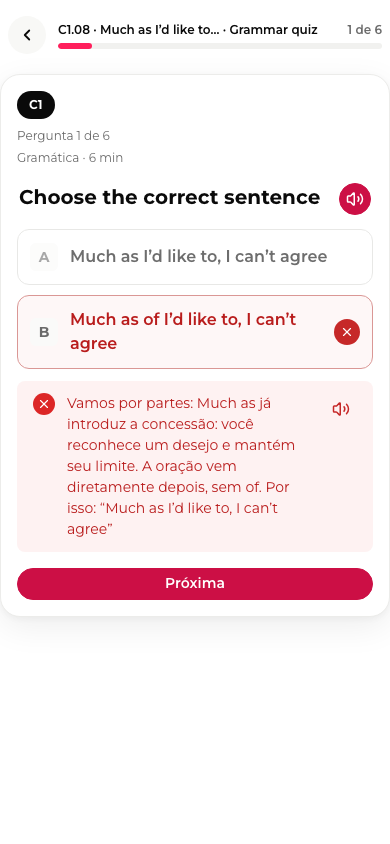 C1.08 · Much as I’d like to… · Grammar quiz
1 de 6
C1
Pergunta 1 de 6
Gramática · 6 min
Choose the correct sentence
A
Much as I’d like to, I can’t agree
B
Much as of I’d like to, I can’t
agree
Vamos por partes: Much as já
introduz a concessão: você
reconhece um desejo e mantém
seu limite. A oração vem
diretamente depois, sem of. Por
isso: “Much as I’d like to, I can’t
agree”
Próxima